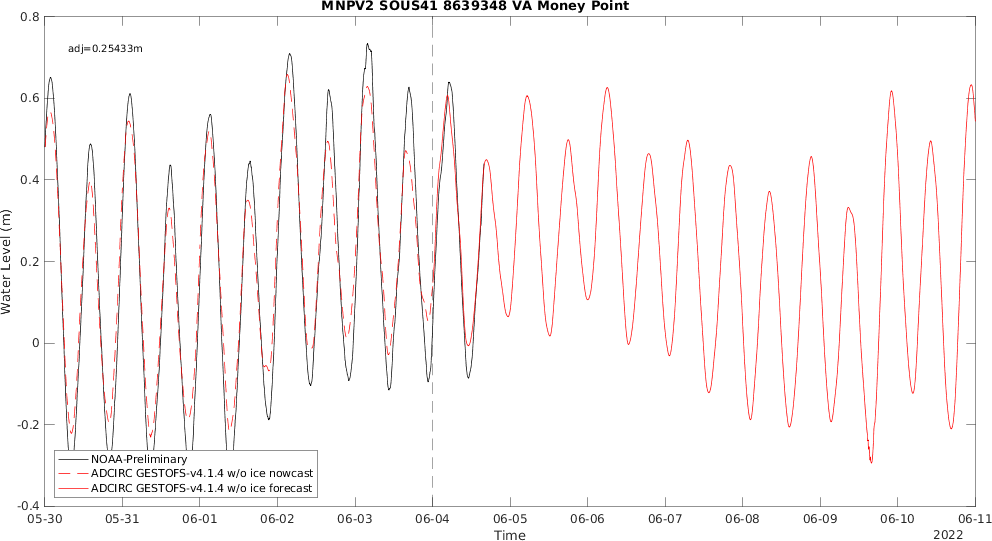 MNPV2 SOUS41 8639348 VA Money Point
adj=0.25433m
0.8
0.6
0.4
0.2
0
-0.2
-0.4
Water Level (m)
NOAA-Preliminary
ADCIRC GESTOFS-v4.1.4 w/o ice nowcast
ADCIRC GESTOFS-v4.1.4 w/o ice forecast
05-30 05-31 06-01 06-02 06-03 06-04 06-05 06-06 06-07 06-08 06-09 06-10 06-11
Time
2022